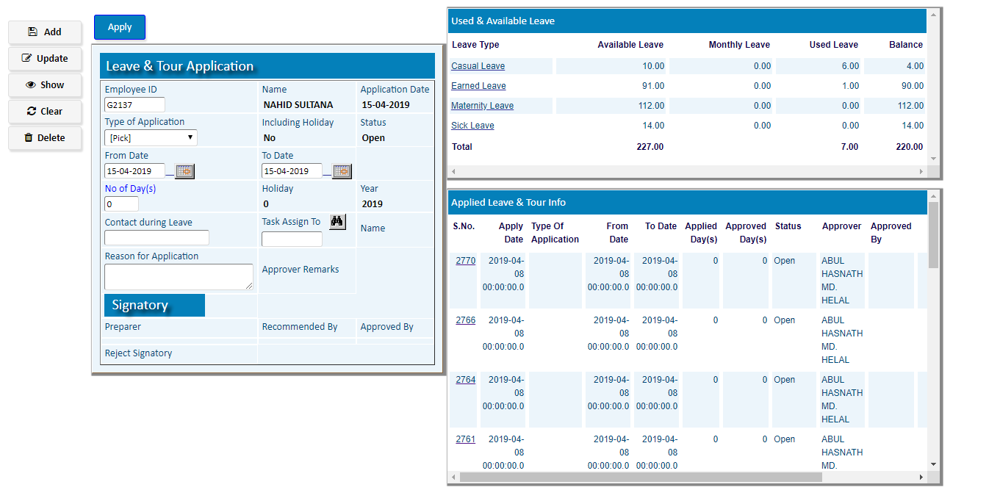 Add
Update
Show
Clear
Delete
Apply
Leave & Tour Application
Employee ID Name Application Date
G2137 NAHID SULTANA 15-04-2019
Type of Application Including Holiday Status
[Pick] No Open
From Date To Date
15-04-2019 15-04-2019
No of Day(s) Holiday Year
0 0 2019
Contact during Leave Task Assign To Name
Reason for Application
Approver Remarks
Signatory
Preparer Recommended By Approved By
Reject Signatory
Used & Available Leave
Leave Type Available Leave Monthly Leave Used Leave Balance
Casual Leave 10.00 0.00 6.00 4.00
Earned Leave 91.00 0.00 1.00 90.00
Maternity Leave 112.00 0.00 0.00 112.00
Sick Leave 14.00 0.00 0.00 14.00
Total 227.00 7.00 220.00
Applied Leave & Tour Info
S.No. Apply Type Of From To Date Applied Approved Status Approver Approved
Date Application Date Day(s) Day(s) By
2770 2019-04- 2019-04- 2019-04- 0 0 Open ABUL
08 08 08 HASNATH
00:00:00.0 00:00:00.0 00:00:00.0 MD.
HELAL
2766 2019-04- 2019-04- 2019-04- 0 0 Open ABUL
08 08 08 HASNATH
00:00:00.0 00:00:00.0 00:00:00.0 MD.
HELAL
2764 2019-04- 2019-04- 2019-04- 0 0 Open ABUL
08 08 08 HASNATH
00:00:00.0 00:00:00.0 00:00:00.0 MD.
HELAL
2761 2019-04- 2019-04- 2019-04- 0 0 Open ABUL
08 08 08 HASNATH
00:00:00.0 00:00:00.0 00:00:00.0 MD.